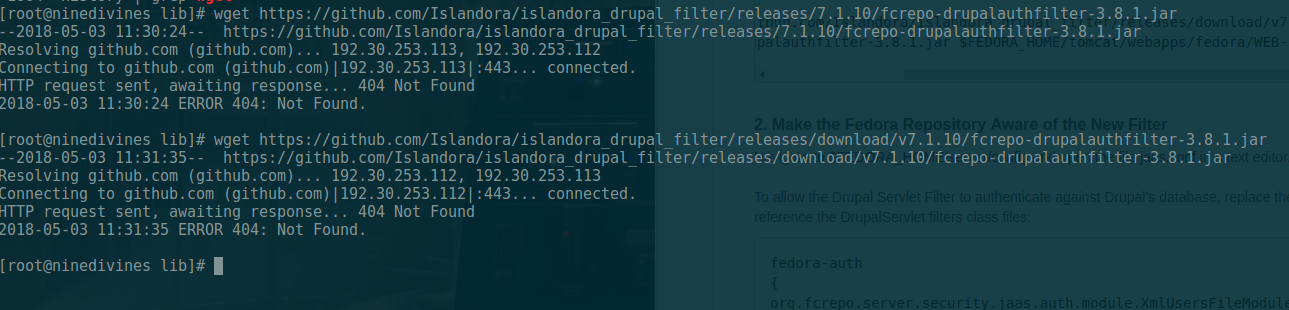 [root@ninedivines lib]# wget https://github.com/Islandora/islandora_drupal_filter/releases/7.1.10/fcrepo-drupalauthfilter-3.8.1.jar
--2018-05-03 11:30:24--  https://github.com/Islandora/islandora_drupal_filter/releases/7.1.10/fcrepo-drupalauthfilter-3.8.1.jar
Resolving github.com (github.com)... 192.30.253.113, 192.30.253.112
Connecting to github.com (github.com)|192.30.253.113|:443... connected.
HTTP request sent, awaiting response... 404 Not Found
2018-05-03 11:30:24 ERROR 404: Not Found.
[root@ninedivines lib]# wget https://github.com/Islandora/islandora_drupal_filter/releases/download/v7.1.10/fcrepo-drupalauthfilter-3.8.1.jar
--2018-05-03 11:31:35--  https://github.com/Islandora/islandora_drupal_filter/releases/download/v7.1.10/fcrepo-drupalauthfilter-3.8.1.jar
Resolving github.com (github.com)... 192.30.253.112, 192.30.253.113
Connecting to github.com (github.com)|192.30.253.112|:443... connected.
HTTP request sent, awaiting response... 404 Not Found
2018-05-03 11:31:35 ERROR 404: Not Found.
[root@ninedivines lib]#
palauthfilter-3.8.1.jar $FEDORA_HOME/tomcat/webapps/fedora/WEB-
2. Make the Fedora Repository Aware of the New Filter
text editor
To allow the Drupal Servlet Filter to authenticate against Drupal's database, replace the
reference the DrupalServlet filters class files:
fedora-auth
{
org.fcrepo.server.security.jaas.auth.module.XmlUsersFileModule